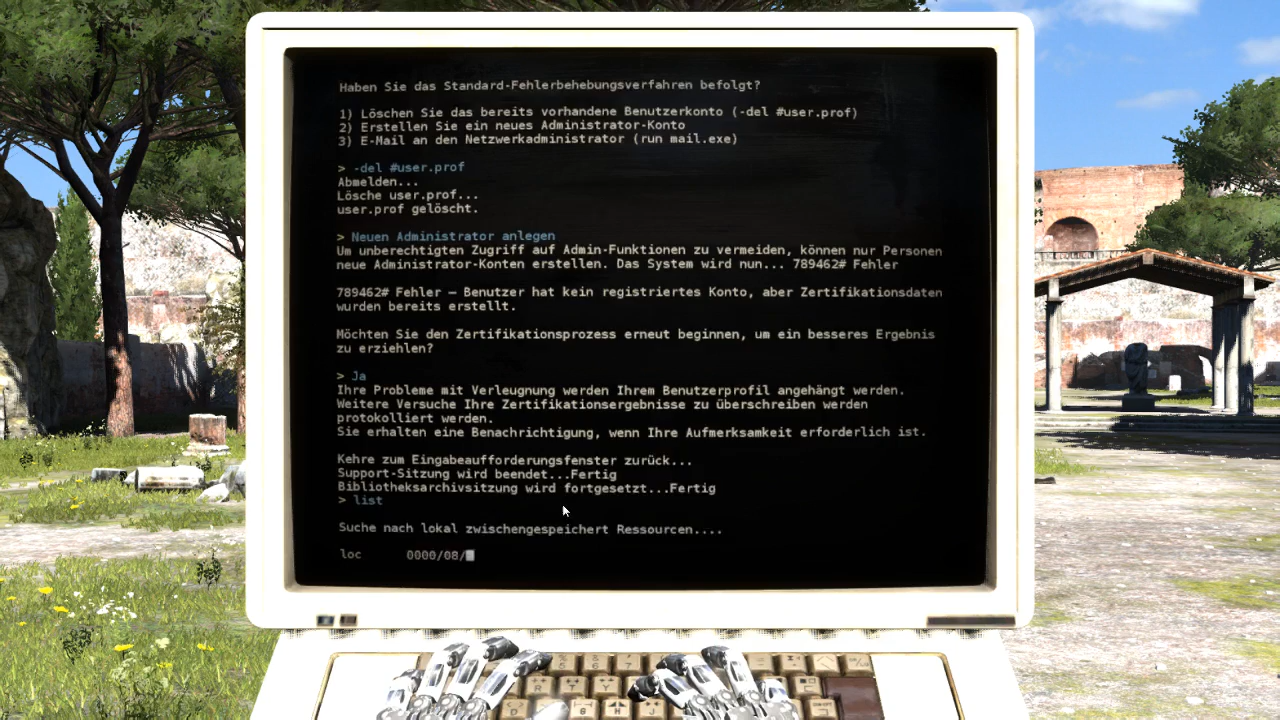 Haben Sie das Standard-Fehlerbehebungsverfahren befolgt?
1) Löschen Sie das bereits vorhandene Benutzerkonto (-del #user.prof)
2) Erstellen Sie ein neues Administrator-Konto
3) E-Mail an den Netzwerkadministrator (run mail.exe)
> -del #user.prof
Abmelden...
Lösche user.prof...
user.prof gelöscht.
> Neuen Administrator anlegen
Um unberechtigten Zugriff auf Admin-Funktionen zu vermeiden, können nur Personen
neue Administrator-Konten erstellen. Das System wird nun... 789462# Fehler
789462# Fehler – Benutzer hat kein registriertes Konto, aber Zertifikationsdaten
wurden bereits erstellt.
Möchten Sie den Zertifikationsprozess erneut beginnen, um ein besseres Ergebnis
zu erziehlen?
> Ja
Ihre Probleme mit Verleugnung werden Ihrem Benutzerprofil angehängt werden.
Weitere Versuche Ihre Zertifikationsergebnisse zu überschreiben werden
protokolliert werden.
Sie erhalten eine Benachrichtigung, wenn Ihre Aufmerksamkeit erforderlich ist.
Kehre zum Eingabeaufforderungsfenster zurück...
Support-Sitzung wird beendet...Fertig
Bibliotheksarchivsitzung wird fortgesetzt...Fertig
> list
Suche nach lokal zwischengespeichert Ressourcen....
loc 0000/08/